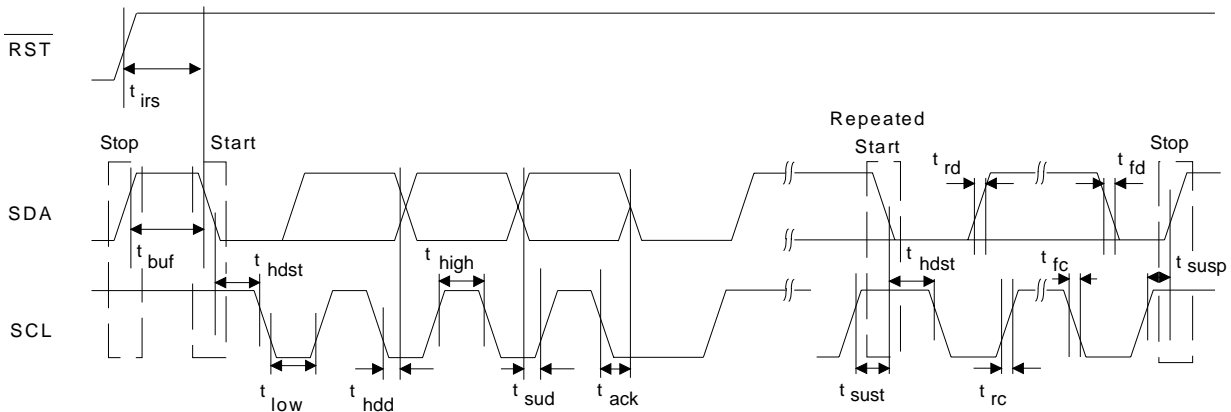 RST
t irs
Repeated
Stop Start Start Stop
t rd t fd
SDA
t buf t hdst t high t hdst t fc t susp
SCL
t low t hdd t sud t ack t sust t rc